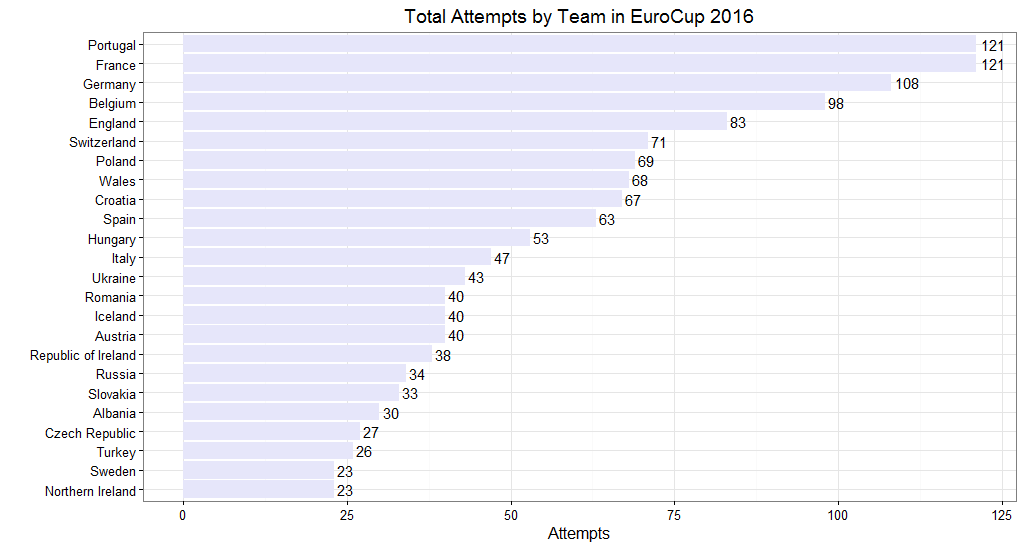 Total Attempts by Team in EuroCup 2016
Portugal 121
France 121
Germany 108
Belgium 98
England 83
Switzerland 71
Poland 69
Wales 68
Croatia 67
Spain 63
Hungary 53
Italy 47
Ukraine 43
Romania 40
Iceland 40
Austria 40
Republic of Ireland 38
Russia 34
Slovakia 33
Albania 30
Czech Republic 27
Turkey 26
Sweden 23
Northern Ireland 23
0 25 50 75 100 125
Attempts